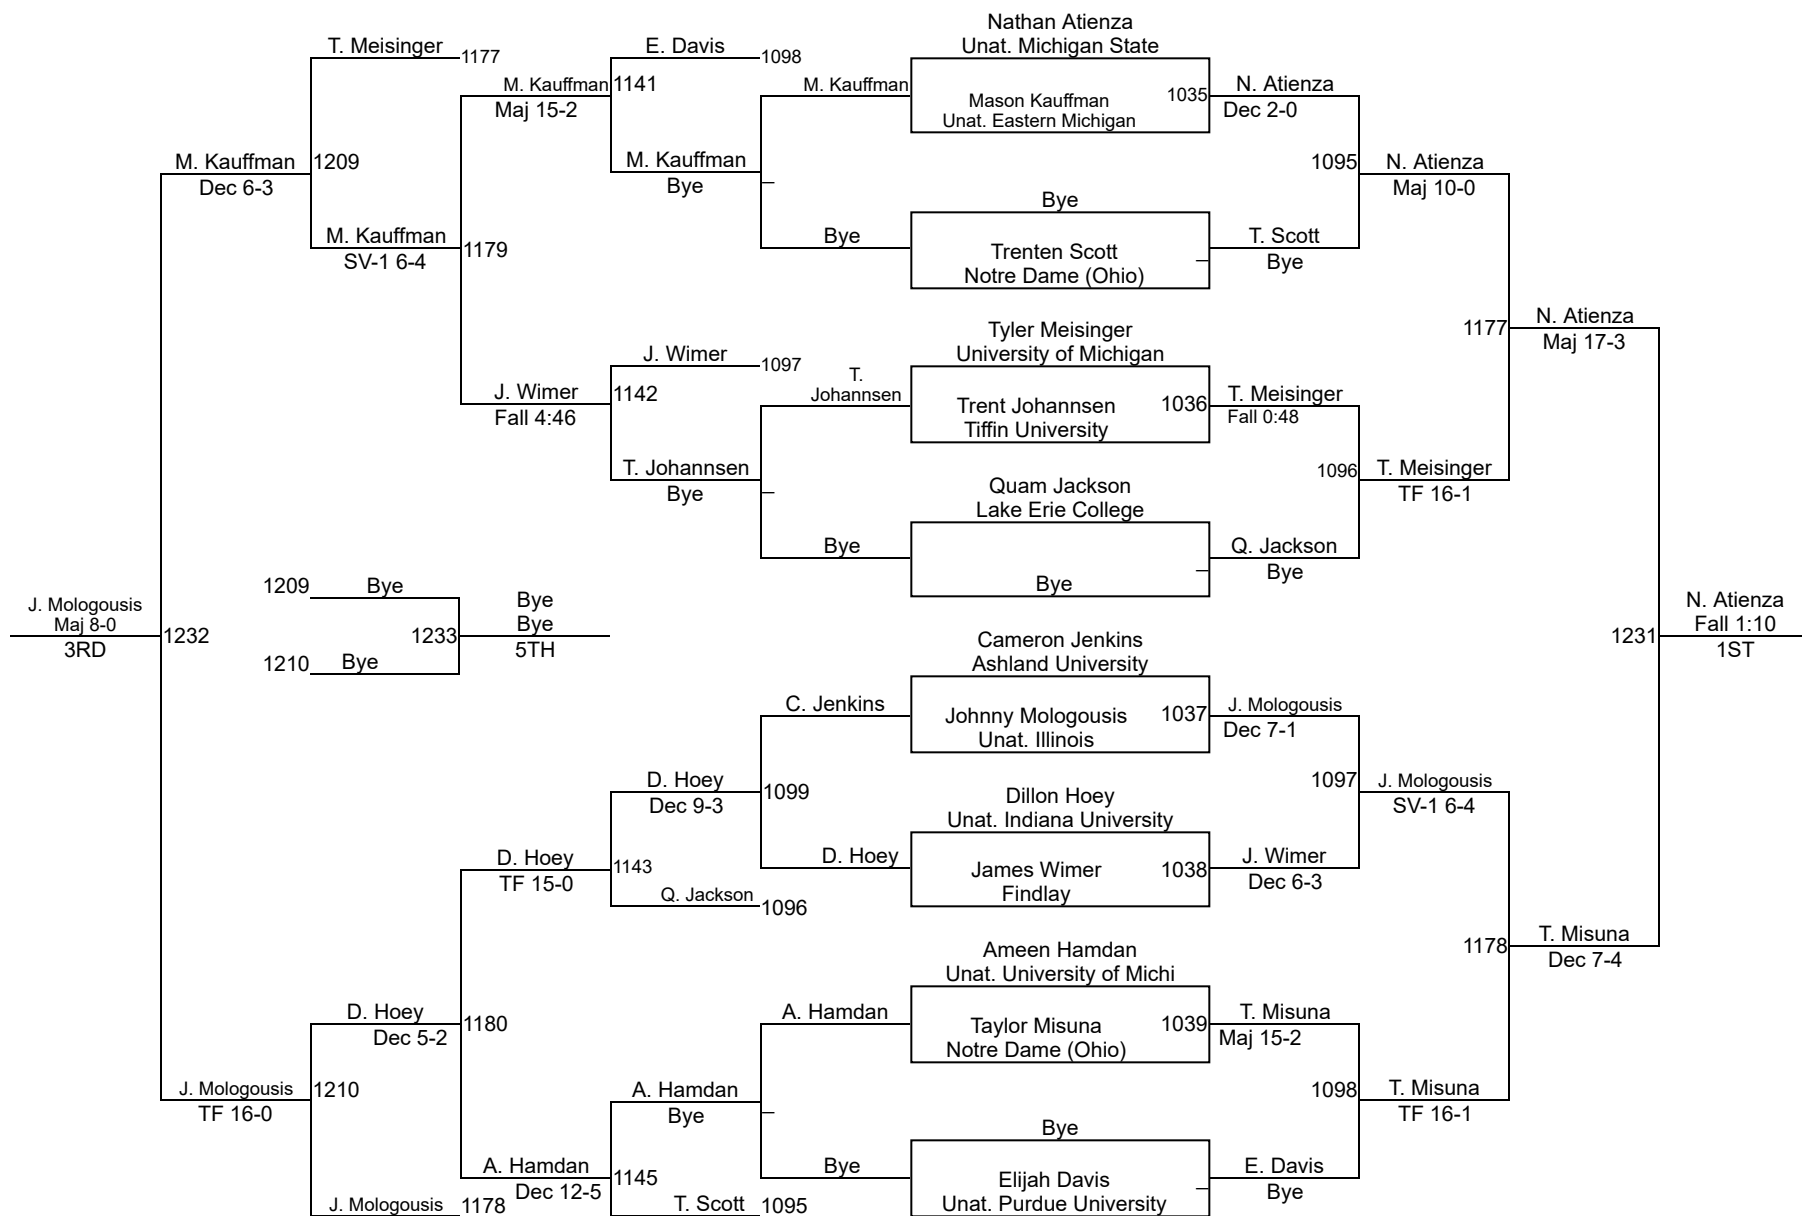 Nathan Atienza
Unat. Michigan State
T. Meisinger
1177
E. Davis
1098
M. Kauffman
1141
Maj 15-2
M. Kauffman
Mason Kauffman
Unat. Eastern Michigan
1035
N. Atienza
Dec 2-0
M. Kauffman
Dec 6-3
1209
M. Kauffman
Bye
–
1095
N. Atienza
Maj 10-0
Bye
M. Kauffman
SV-1 6-4
1179
Bye
Trenten Scott
Notre Dame (Ohio)
–
T. Scott
Bye
Tyler Meisinger
University of Michigan
1177
N. Atienza
Maj 17-3
J. Wimer
1097
J. Wimer
Fall 4:46
1142
T.
Johannsen
Trent Johannsen
Tiffin University
1036
T. Meisinger
Fall 0:48
T. Johannsen
Bye
–
Quam Jackson
Lake Erie College
1096
T. Meisinger
TF 16-1
Bye
Bye
–
Q. Jackson
Bye
J. Mologousis
Maj 8-0
3RD
1232
1209
Bye
1233
1210
Bye
Bye
Bye
5TH
1231
N. Atienza
Fall 1:10
1ST
Cameron Jenkins
Ashland University
C. Jenkins
Johnny Mologousis
Unat. Illinois
1037
J. Mologousis
Dec 7-1
D. Hoey
Dec 9-3
1099
Dillon Hoey
Unat. Indiana University
1097
J. Mologousis
SV-1 6-4
D. Hoey
TF 15-0
1143
Q. Jackson
1096
D. Hoey
James Wimer
Findlay
1038
J. Wimer
Dec 6-3
Ameen Hamdan
Unat. University of Michi
1178
T. Misuna
Dec 7-4
D. Hoey
Dec 5-2
1180
A. Hamdan
Taylor Misuna
Notre Dame (Ohio)
1039
T. Misuna
Maj 15-2
J. Mologousis
TF 16-0
1210
A. Hamdan
Bye
–
1098
T. Misuna
TF 16-1
Bye
A. Hamdan
Dec 12-5
1145
Bye
Elijah Davis
Unat. Purdue University
–
E. Davis
Bye
J. Mologousis
1178
T. Scott
1095